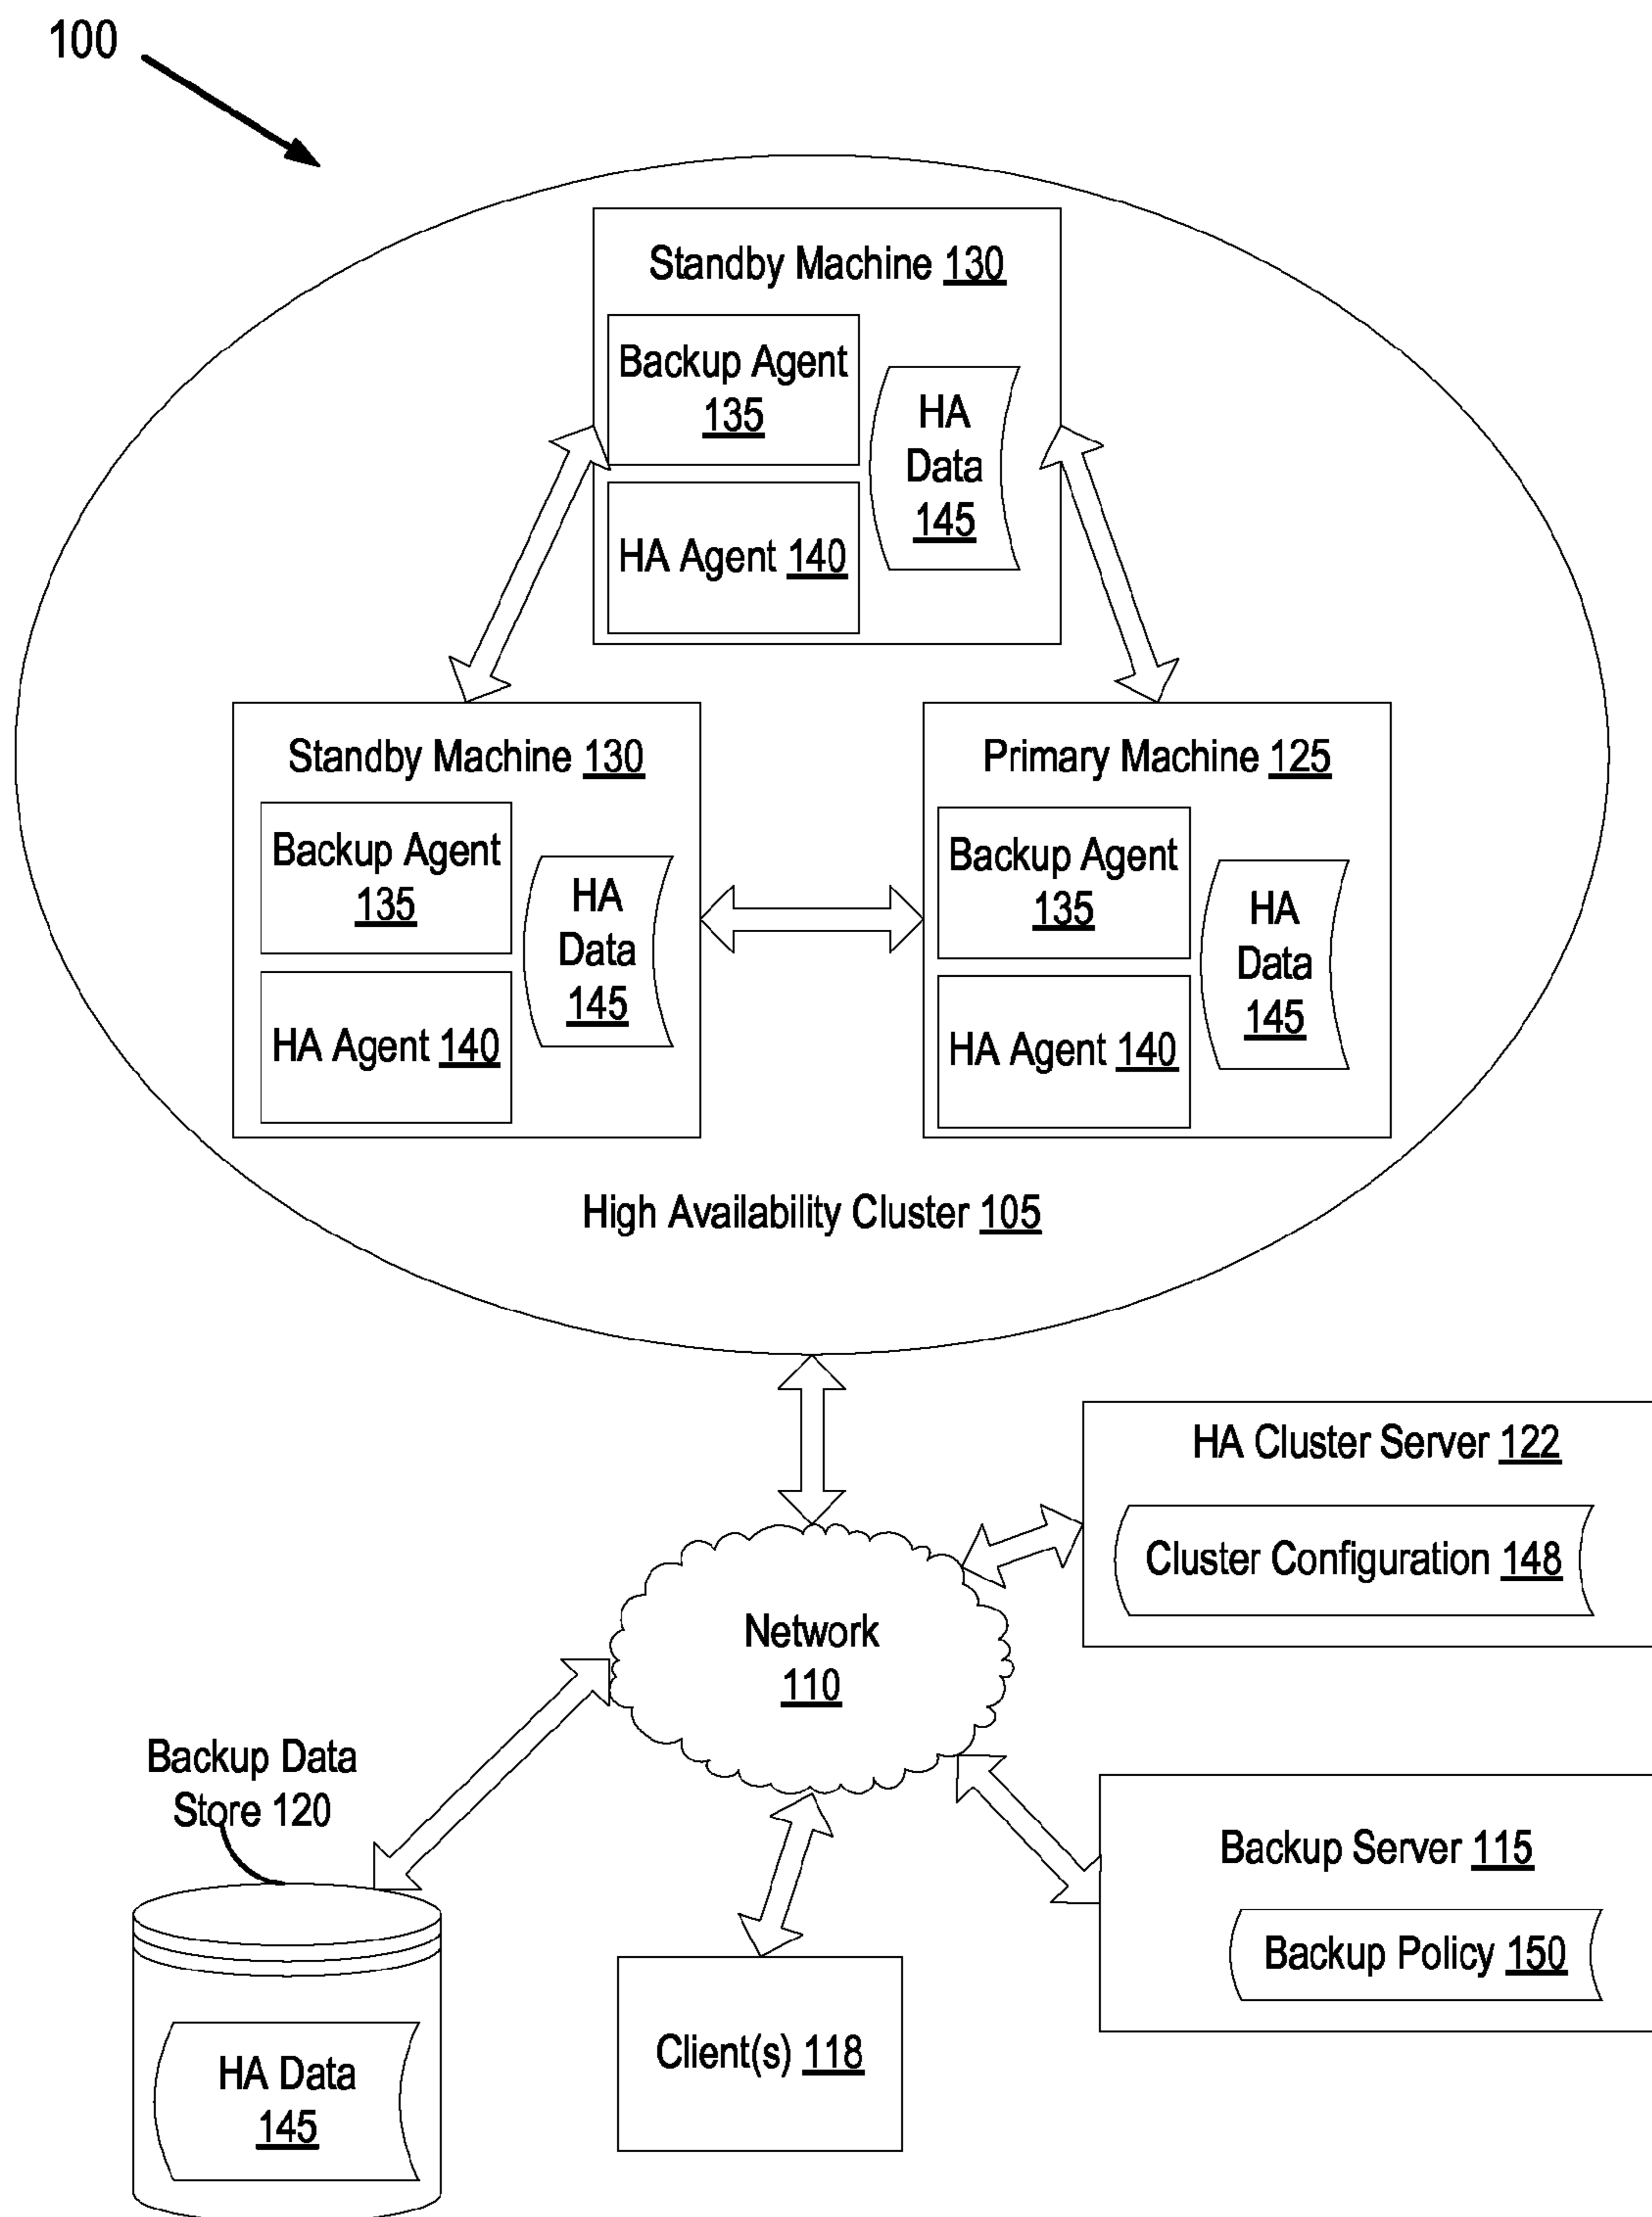 100
Standby Machine 130
Backup Agent
135
HA
Data
145
HA Agent 140
Standby Machine 130
Backup Agent
135
HA
Data
145
HA Agent 140
Primary Machine 125
Backup Agent
135
HA
Data
145
HA Agent 140
High Availability Cluster 105
HA Cluster Server 122
Cluster Configuration 148
Network
110
Backup Data
Store 120
Backup Server 115
Backup Policy 150
Client(s) 118
HA Data
145